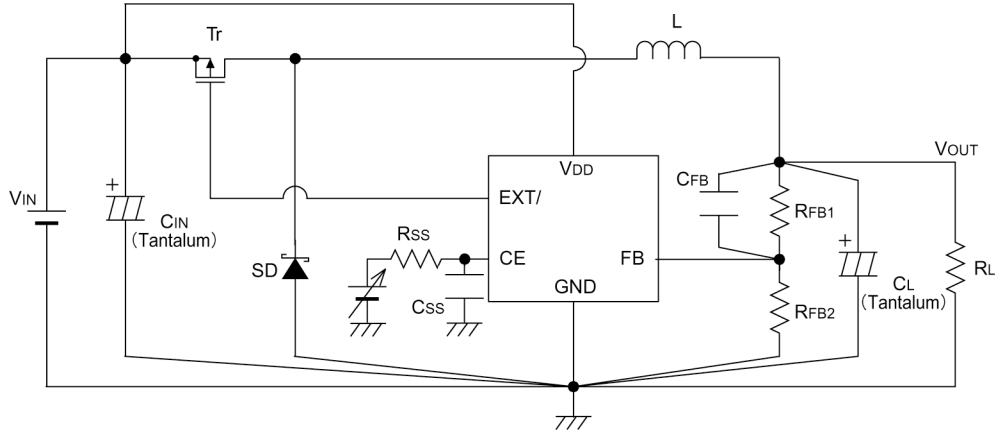 Tr
L
VOUT
VDD
CFB
VIN
+
EXT/
RFB1
CIN
(Tantalum)
RSS
+
SD
CE
FB
RL
CSS
GND
CL
(Tantalum)
RFB2